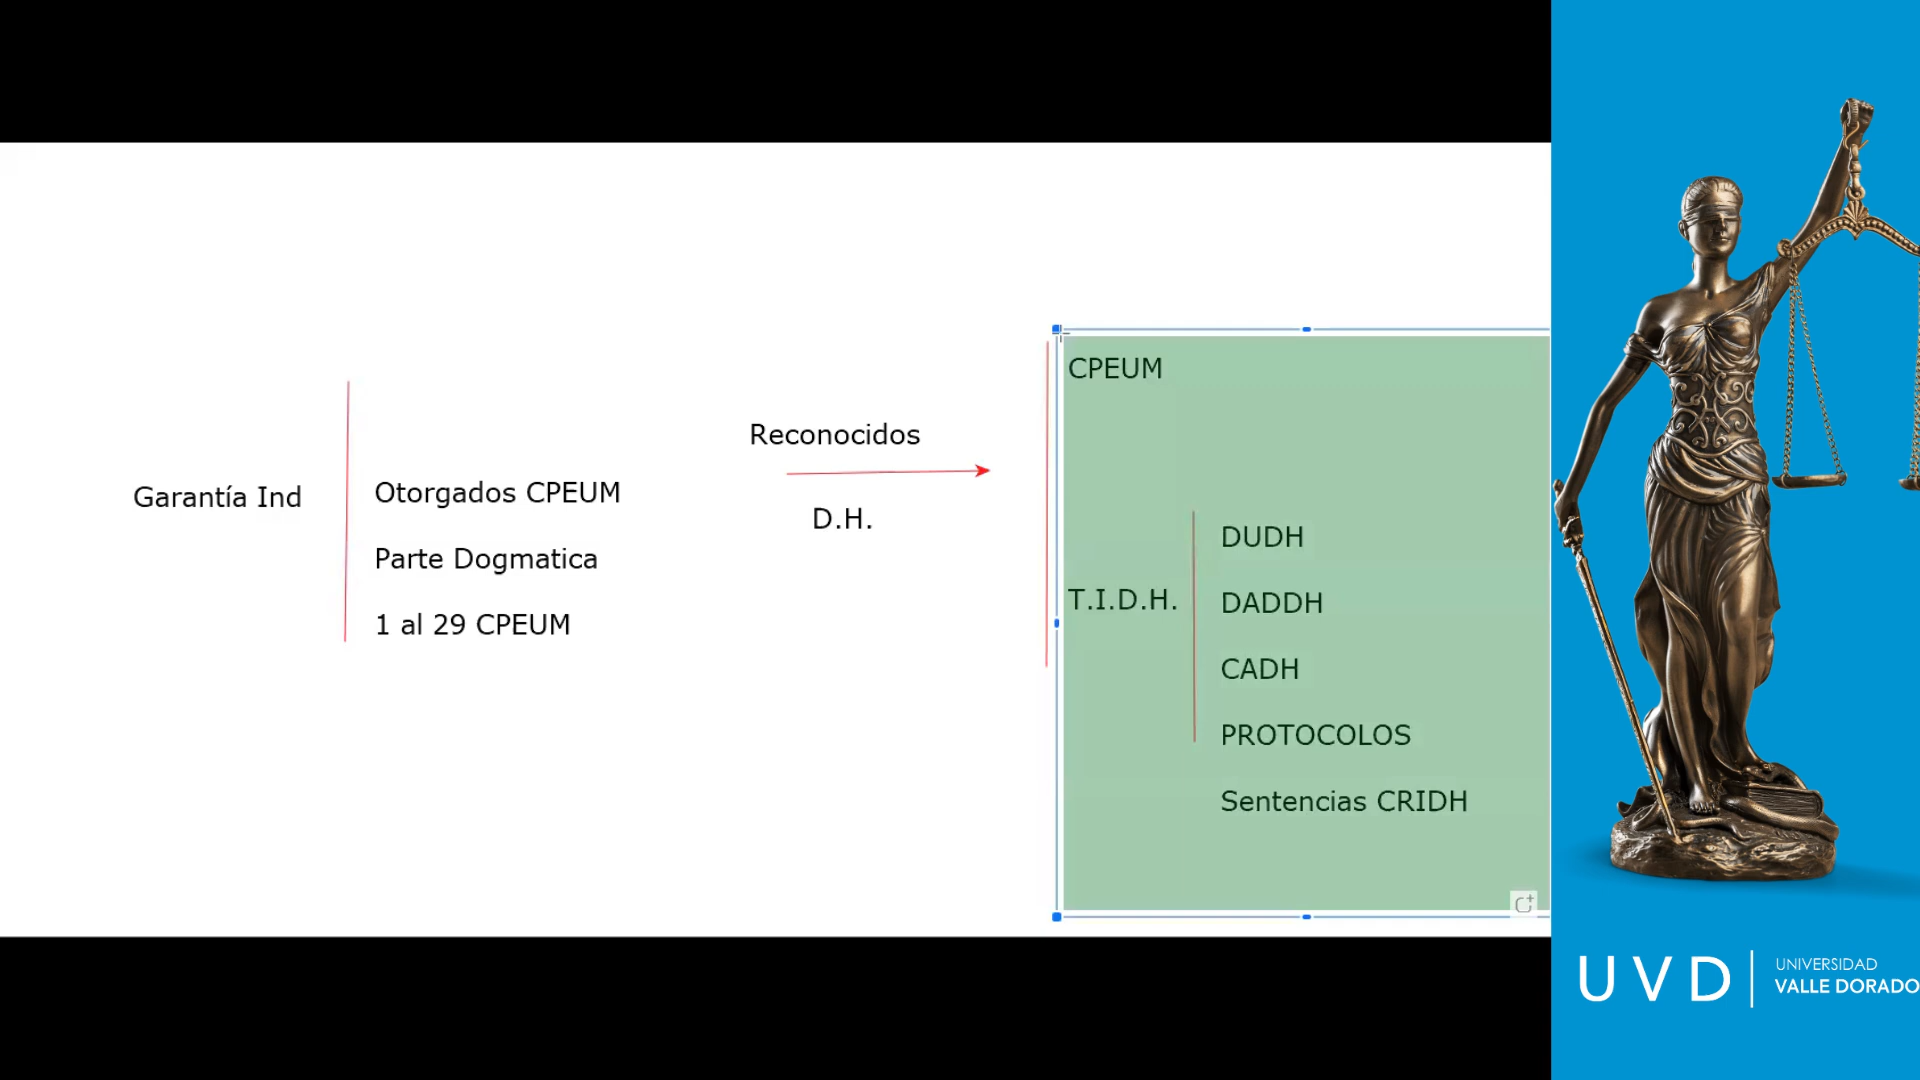 Garantía Ind
Otorgados CPEUM
Parte Dogmatica
1 al 29 CPEUM
Reconocidos
D.H.
CPEUM
T.I.D.H.
DUDH
DADDH
CADH
PROTOCOLOS
Sentencias CRIDH
UVD
UNIVERSIDAD
VALLE DORADO